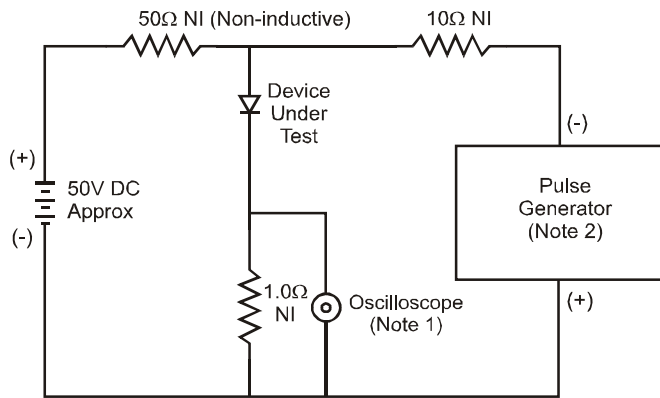 50Ω NI (Non-inductive)
10Ω NI
Device
Under
Test
(-)
(+)
50V DC
Approx
(-)
Pulse
Generator
(Note 2)
1.0Ω
NI
Oscilloscope
(Note 1)
(+)